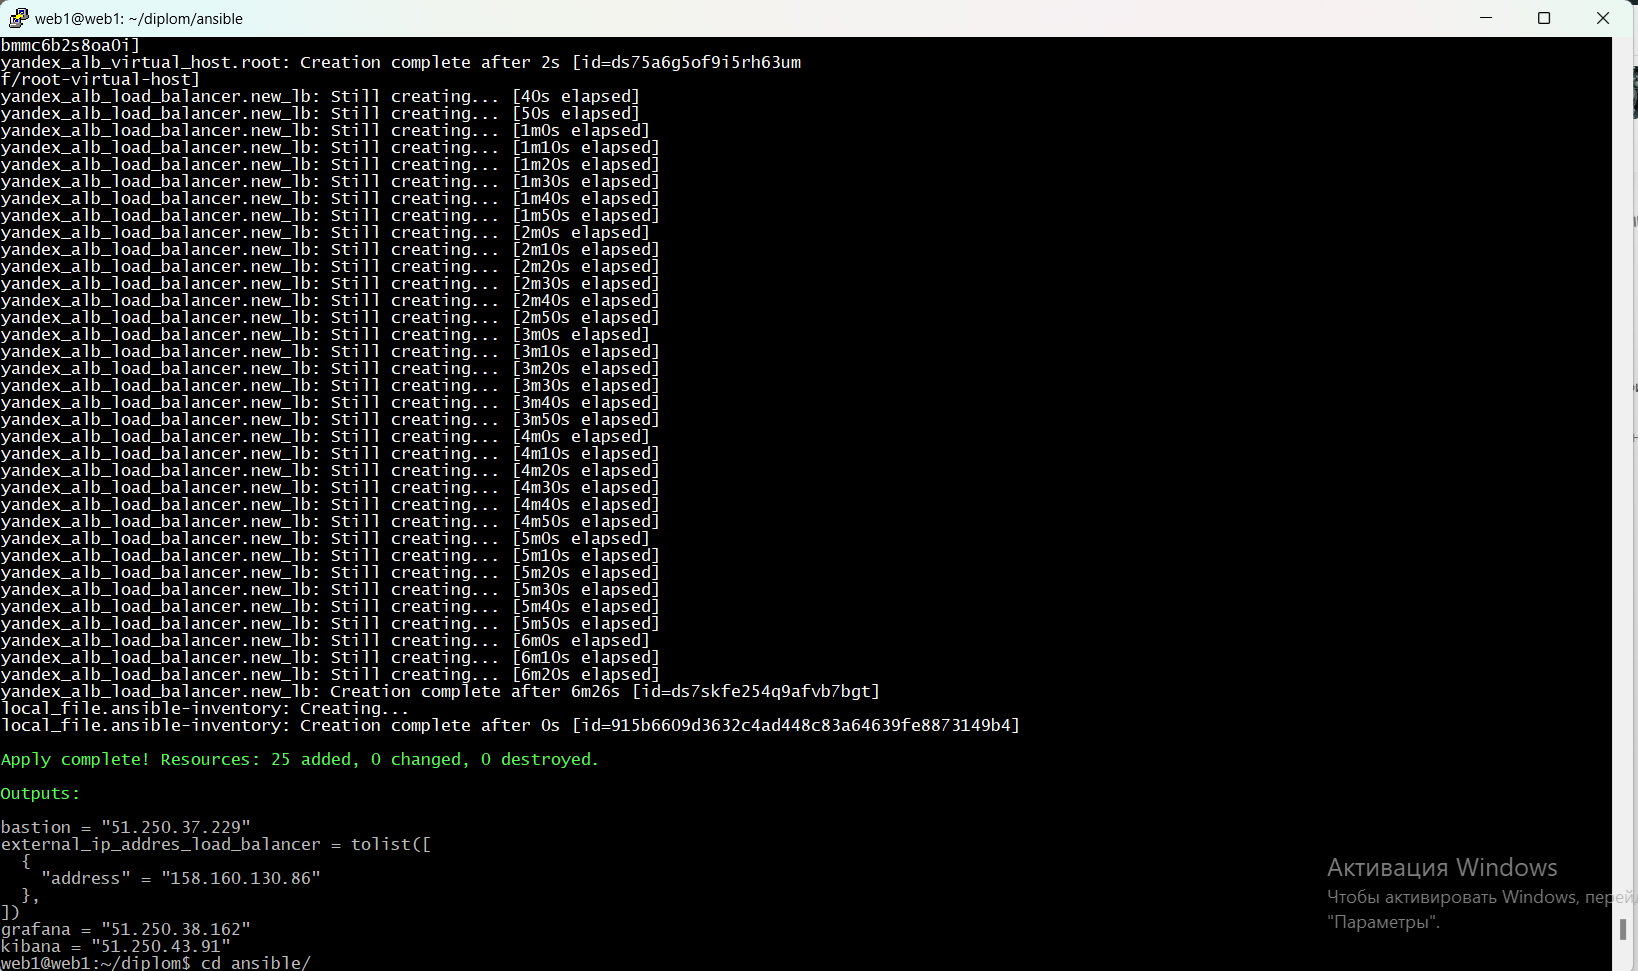 web1@web1: ~/diplom/ansible
bmmc6b2s8oa0i]
yandex_alb_virtual_host.root: Creation complete after 2s [id=ds75a6g5of9i5rh63um
f/root-virtual-host]
yandex_alb_load_balancer.new_lb: Still creating... [40s elapsed]
yandex_alb_load_balancer.new_lb: Still creating... [50s elapsed]
yandex_alb_load_balancer.new_lb: Still creating... [1m0s elapsed]
yandex_alb_load_balancer.new_lb: Still creating... [1m10s elapsed]
yandex_alb_load_balancer.new_lb: Still creating... [1m20s elapsed]
yandex_alb_load_balancer.new_lb: Still creating... [1m30s elapsed]
yandex_alb_load_balancer.new_lb: Still creating... [1m40s elapsed]
yandex_alb_load_balancer.new_lb: Still creating... [1m50s elapsed]
yandex_alb_load_balancer.new_lb: Still creating... [2m0s elapsed]
yandex_alb_load_balancer.new_lb: Still creating... [2m10s elapsed]
yandex_alb_load_balancer.new_lb: Still creating... [2m20s elapsed]
yandex_alb_load_balancer.new_lb: Still creating... [2m30s elapsed]
yandex_alb_load_balancer.new_lb: Still creating... [2m40s elapsed]
yandex_alb_load_balancer.new_lb: Still creating... [2m50s elapsed]
yandex_alb_load_balancer.new_lb: Still creating... [3m0s elapsed]
yandex_alb_load_balancer.new_lb: Still creating... [3m10s elapsed]
yandex_alb_load_balancer.new_lb: Still creating... [3m20s elapsed]
yandex_alb_load_balancer.new_lb: Still creating... [3m30s elapsed]
yandex_alb_load_balancer.new_lb: Still creating... [3m40s elapsed]
yandex_alb_load_balancer.new_lb: Still creating... [3m50s elapsed]
yandex_alb_load_balancer.new_lb: Still creating... [4m0s elapsed]
yandex_alb_load_balancer.new_lb: Still creating... [4m10s elapsed]
yandex_alb_load_balancer.new_lb: Still creating... [4m20s elapsed]
yandex_alb_load_balancer.new_lb: Still creating... [4m30s elapsed]
yandex_alb_load_balancer.new_lb: Still creating... [4m40s elapsed]
yandex_alb_load_balancer.new_lb: Still creating... [4m50s elapsed]
yandex_alb_load_balancer.new_lb: Still creating... [5m0s elapsed]
yandex_alb_load_balancer.new_lb: Still creating... [5m10s elapsed]
yandex_alb_load_balancer.new_lb: Still creating... [5m20s elapsed]
yandex_alb_load_balancer.new_lb: Still creating... [5m30s elapsed]
yandex_alb_load_balancer.new_lb: Still creating... [5m40s elapsed]
yandex_alb_load_balancer.new_lb: Still creating... [5m50s elapsed]
yandex_alb_load_balancer.new_lb: Still creating... [6m0s elapsed]
yandex_alb_load_balancer.new_lb: Still creating... [6m10s elapsed]
yandex_alb_load_balancer.new_lb: Still creating... [6m20s elapsed]
yandex_alb_load_balancer.new_lb: Creation complete after 6m26s [id=ds7skfe254q9afvb7bgt]
local_file.ansible-inventory: Creating...
local_file.ansible-inventory: Creation complete after 0s [id=915b6609d3632c4ad448c83a64639fe8873149b4]
Apply complete! Resources: 25 added, 0 changed, 0 destroyed.
Outputs:
bastion = "51.250.37.229"
external_ip_addres_load_balancer = tolist([
{
"address" = "158.160.130.86"
},
])
grafana = "51.250.38.162"
kibana = "51.250.43.91"
web1@web1:~/diplom$ cd ansible/
Активация Windows
Чтобы активировать Windows, перей
"Параметры".